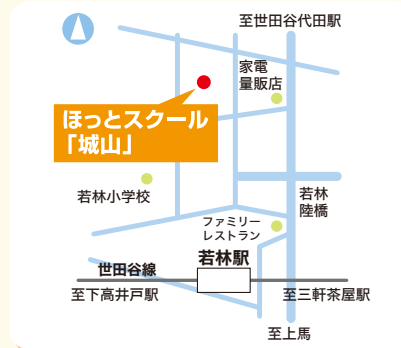 至世田谷代田駅
家電
量販店
ほっとスクール
「城山」
若林小学校
若林
陸橋
ファミリー
レストラン
若林駅
世田谷線
至下高井戸駅
至三軒茶屋駅
至上馬